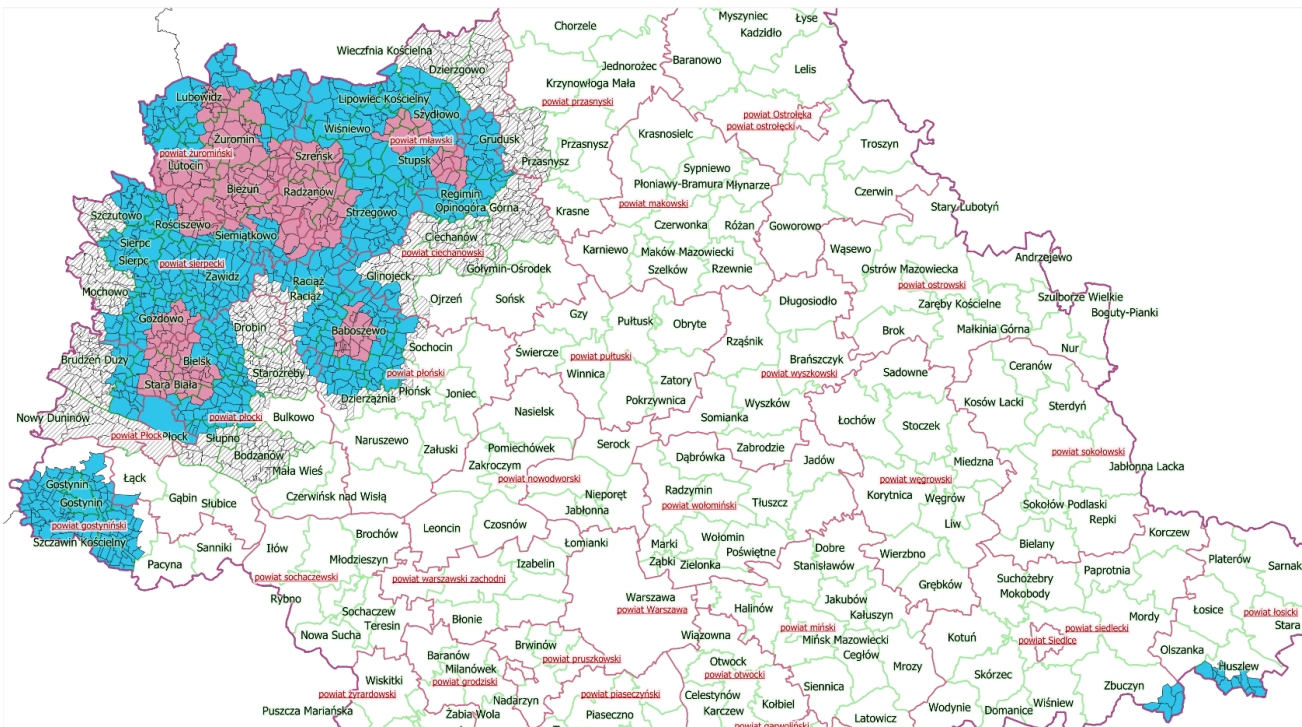 Chorzele
Myszyniec
Łyse
Kadzidło
Wieczfnia Kościelna
Dzierzgowo
Jednorożec
Baranowo
Lelis
Krzynowłoga Mała
powiat przasnyski
Lubowidz
Lipowiec Kościelny
Szydłowo
powiat Ostrołęka
powiat ostrołęcki
Wiśniewo
Żuromin
powiat mławski
Grudusk
Krasnosielc
Przasnysz
Troszyn
powiat żuromiński
Szreńsk
Stupsk
Przasnysz
Lutocin
Sypniewo
Bieżuń
Radzanów
Regimin
Płoniawy-Bramura
Młynarze
Czerwin
Opinogóra Górna
powiat makowski
Stary Lubotyń
Szczutowo
Strzegowo
Krasne
Rościszewo
Siemiątkowo
Czerwonka
Różan
Goworowo
Sierpc
Ciechanów
Karniewo
Maków Mazowiecki
Wąsewo
powiat ciechanowski
Andrzejewo
Sierpc
powiat sierpecki
Zawidz
Raciąż
Glinojeck
Gołymin-Ośrodek
Szelków
Rzewnie
Ostrów Mazowiecka
powiat ostrowski
Mochowo
Raciąż
Ojrzeń
Sońsk
Długosiodło
Zaręby Kościelne
Szulborze Wielkie
Boguty-Pianki
Gozdowo
Drobin
Baboszewo
Gzy
Pułtusk
Obryte
Brok
Małkinia Górna
Rząśnik
Sochocin
Świercze
powiat pułtuski
Brańszczyk
Nur
Brudzeń Duży
Bielsk
Staroźreby
powiat płoński
Winnica
powiat wyszkowski
Sadowne
Ceranów
Stara Biała
Płońsk
Joniec
Zatory
Dzierzążnia
Pokrzywnica
Wyszków
Kosów Lacki
Sterdyń
Nowy Duninów
powiat płocki
Bulkowo
Nasielsk
Somianka
Łochów
Stoczek
powiat Płock
Płock
Słupno
Naruszewo
Załuski
Pomiechówek
Serock
Zabrodzie
Bodzanów
Dąbrówka
Jadów
Miedzna
powiat sokołowski
Łąck
Mała Wieś
Zakroczym
powiat nowodworski
powiat węgrowski
Jabłonna Lacka
Gostynin
Gąbin
Słubice
Czerwińsk nad Wisłą
Nieporęt
Radzymin
Tłuszcz
Korytnica
Węgrów
Gostynin
Jabłonna
powiat wołomiński
Sokołów Podlaski
Repki
powiat gostyniński
Leoncin
Czosnów
Liw
Brochów
Wołomin
Korczew
Szczawin Kościelny
Sanniki
Iłów
Łomianki
Marki
Poświętne
Dobre
Wierzbno
Bielany
Pacyna
Młodzieszyn
Izabelin
Ząbki
Zielonka
Stanisławów
Platerów
Sarnak
powiat sochaczewski
powiat warszawski zachodni
Grębków
Suchożebry
Paprotnia
Rybno
Warszawa
Jakubów
Mokobody
Sochaczew
powiat Warszawa
Halinów
Kałuszyn
Mordy
Łosice
powiat łosicki
Teresin
Błonie
powiat miński
powiat siedlecki
Stara
Nowa Sucha
Wiązowna
Mińsk Mazowiecki
Kotuń
powiat Siedlce
Olszanka
Baranów
Brwinów
powiat pruszkowski
Otwock
Cegłów
Mrozy
Huszlew
Wiskitki
Milanówek
powiat grodziski
powiat otwocki
Skórzec
powiat żyrardowski
powiat piaseczyński
Celestynów
Siennica
Zbuczyn
Puszcza Mariańska
Nadarzyn
Kołbiel
Wodynie
Domanice
Wiśniew
Żabia Wola
Piaseczno
Karczew
Latowicz
powiat garwoliński